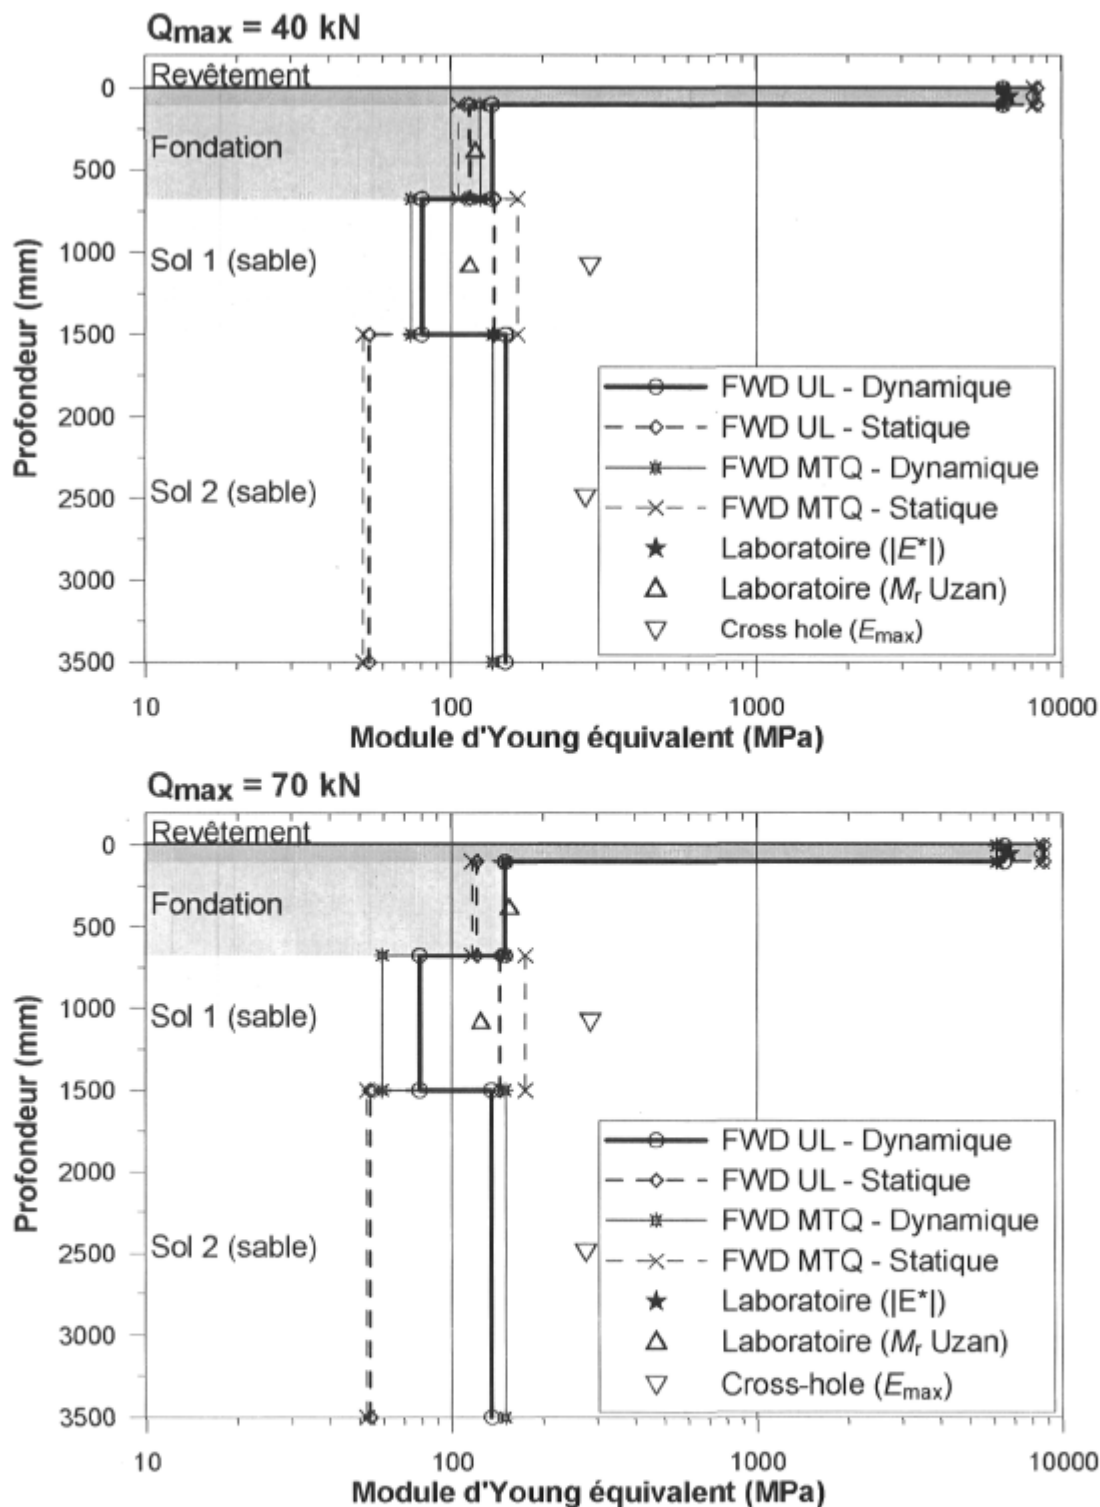 Qmax = 40 kN
Revêtement
0
Fondation
500
1000
Sol 1 (sable)
1500
FWD UL - Dynamique
2000
FWD UL - Statique
FWD MTQ - Dynamique
2500
Sol 2 (sable)
FWD MTQ - Statique
Laboratoire (|E*|)
3000
Laboratoire (Mr Uzan)
Cross hole (Emax)
3500
Profondeur (mm)
10 100 1000 10000
Module d'Young équivalent (MPa)
Qmax = 70 kN
Revêtement
0
Fondation
500
1000
Sol 1 (sable)
1500
FWD UL - Dynamique
2000
FWD UL - Statique
FWD MTQ - Dynamique
2500
Sol 2 (sable)
FWD MTQ - Statique
Laboratoire (|E*|)
3000
Laboratoire (Mr Uzan)
Cross-hole (Emax)
3500
Profondeur (mm)
10 100 1000 10000
Module d'Young équivalent (MPa)